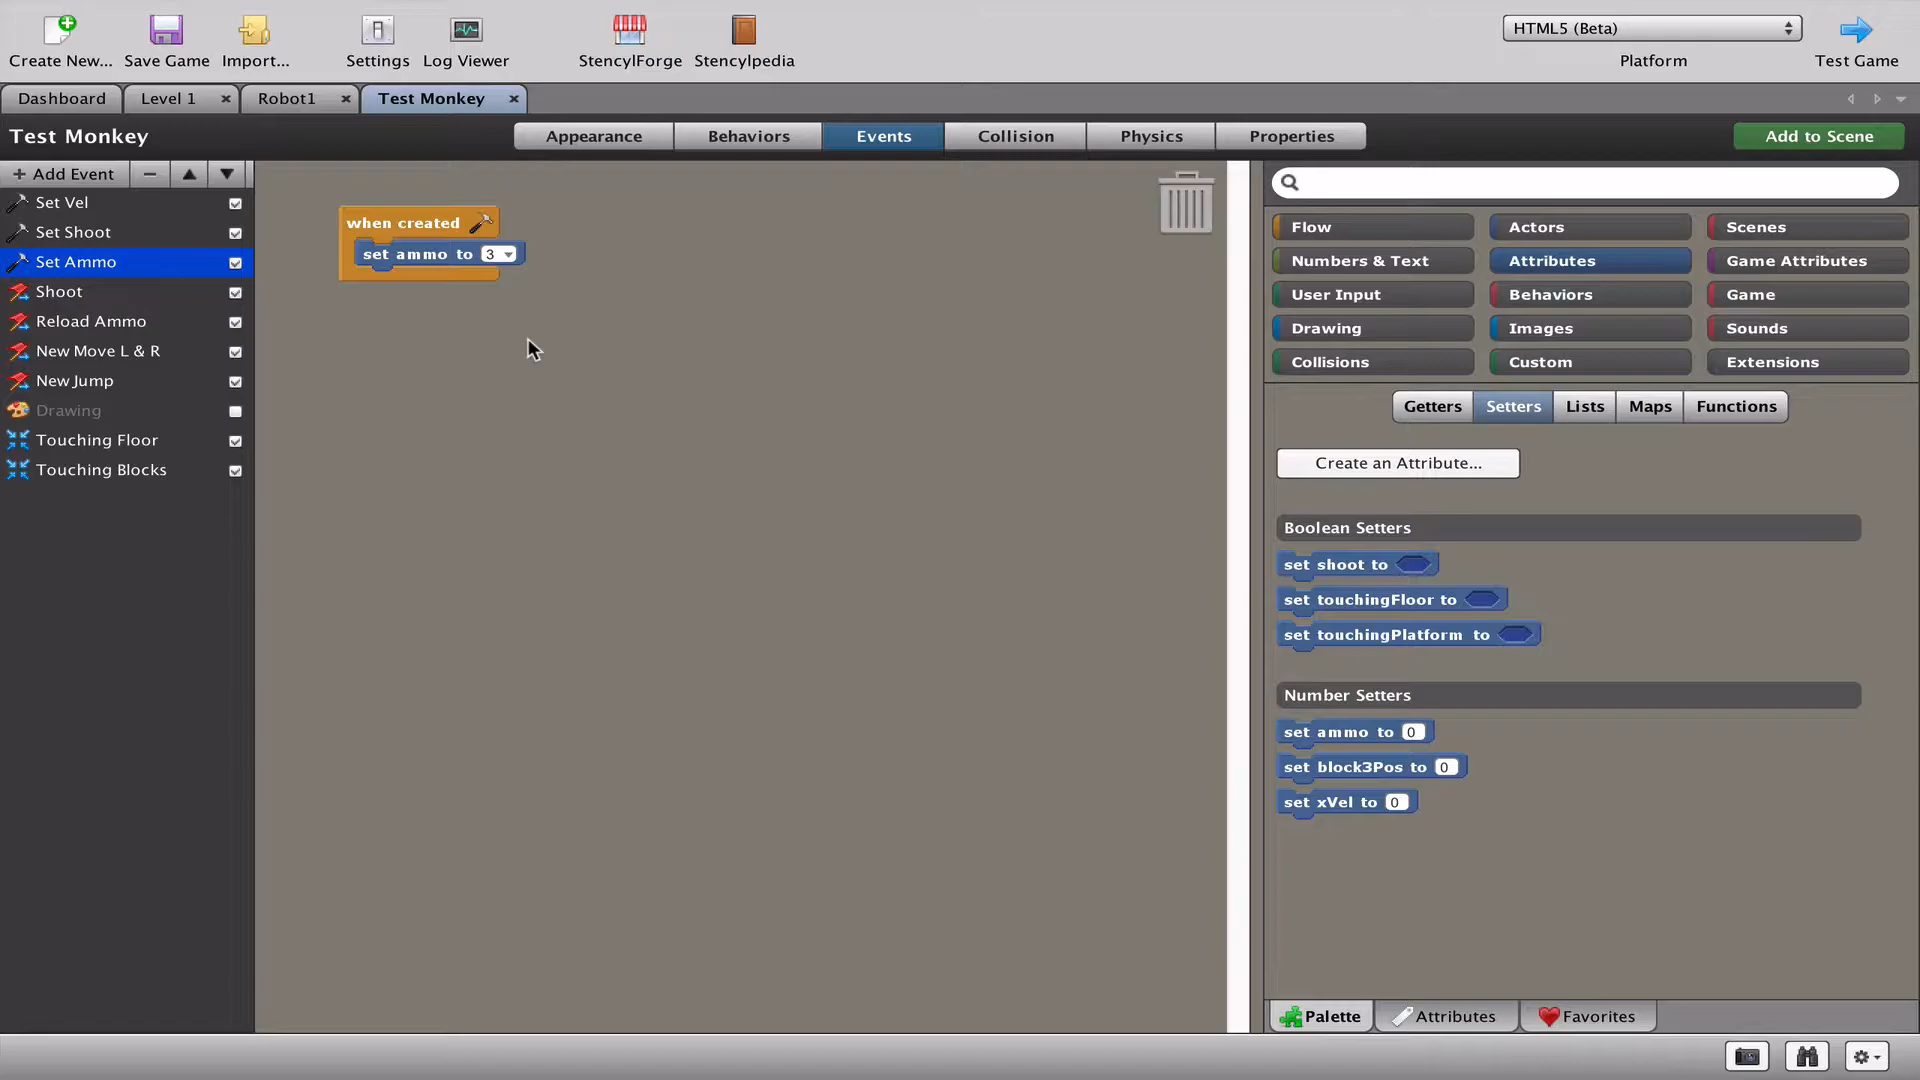 Create New...
Save Game
Import...
Settings
Log Viewer
StencylForge
Stencylpedia
HTML5 (Beta)
Platform
Test Game
Dashboard
Level 1
Robot1
Test Monkey
Test Monkey
Appearance
Behaviors
Events
Collision
Physics
Properties
Add to Scene
+ Add Event
Set Vel
Set Shoot
Set Ammo
Shoot
Reload Ammo
New Move L & R
New Jump
Drawing
Touching Floor
Touching Blocks
when created
set ammo to 3
Flow
Actors
Scenes
Numbers & Text
Attributes
Game Attributes
User Input
Behaviors
Game
Drawing
Images
Sounds
Collisions
Custom
Extensions
Getters
Setters
Lists
Maps
Functions
Create an Attribute...
Boolean Setters
set shoot to
set touchingFloor to
set touchingPlatform to
Number Setters
set ammo to 0
set block3Pos to 0
set xVel to 0
Palette
Attributes
Favorites